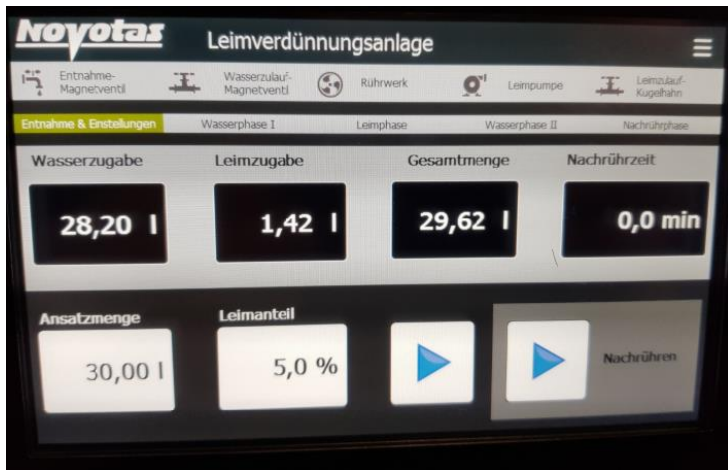 Novotas
Leimverdünnungsanlage
Entnahme-
Magnetventil
Wasserzulauf-
Magnetventil
Rührwerk
Leimpumpe
Leimzulauf-
Kugelhahn
Entnahme & Einstellungen
Wasserphase I
Leimphase
Wasserphase II
Nachrührphase
Wasserzugabe
Leimzugabe
Gesamtmenge
Nachrührzeit
28,20 l
1,42 l
29,62 l
0,0 min
Ansatzmenge
Leimanteil
30,00 l
5,0 %
Nachrühren